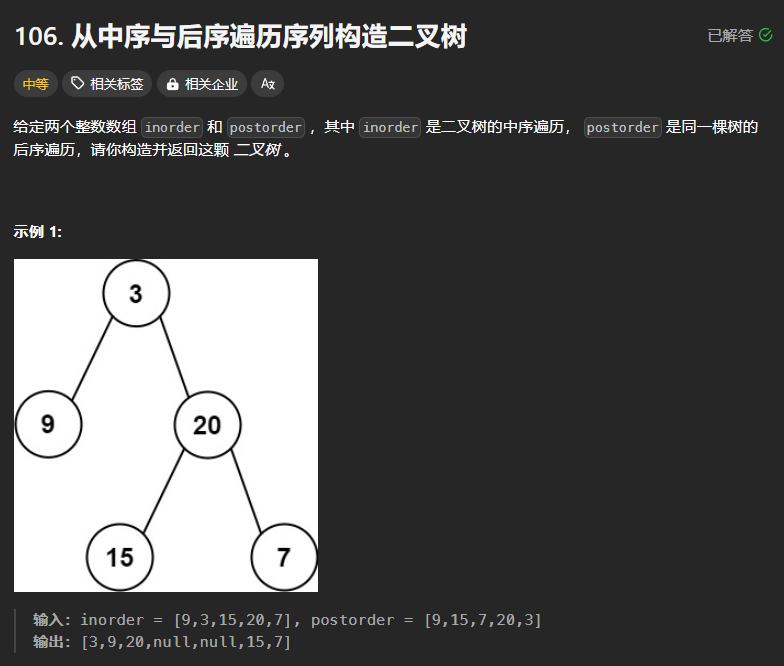 106. 从中序与后序遍历序列构造二叉树
已解答
中等 相关标签 相关企业 Az
给定两个整数数组 inorder 和 postorder ，其中 inorder 是二叉树的中序遍历， postorder 是同一棵树的
后序遍历，请你构造并返回这颗 二叉树 。
示例 1:
3
9 20
15 7
输入: inorder = [9,3,15,20,7], postorder = [9,15,7,20,3]
输出: [3,9,20,null,null,15,7]